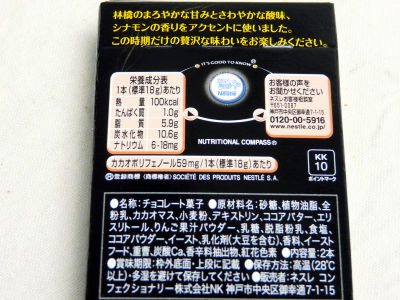 林檎のまろやかな甘みとさわやかな酸味、
シナモンの香りをアクセントに使いました。
この時期だけの贅沢な味わいをお楽しみください。
IT'S GOOD TO KNOW
栄養成分表
1本(標準18g)あたり
熱 量 100kcal
たんぱく質 1.0g
脂 質 5.9g
炭水化物 10.6g
ナトリウム 6-18mg
Nestle
お客様の声を
お聞かせください
ネスレお客様相談室
〒651-0087
神戸市中央区御幸通7-1-15
0120-00-5916
www.nestle.co.jp
NUTRITIONAL COMPASS®
カカオポリフェノール59mg/1本(標準18g)あたり
®登録商標 (商標権者) SOCIÉTÉ DES PRODUITS NESTLÉ S.A.
KK
10
ポイントマーク
●名称:チョコレート菓子 ●原材料名:砂糖、植物油脂、全
粉乳、カカオマス、小麦粉、デキストリン、ココアバター、エリ
スリトール、りんご果汁パウダー、乳糖、脱脂粉乳、食塩、
ココアパウダー、イースト、乳化剤(大豆を含む)、香料、イースト
フード、重曹、炭酸Ca、香辛料抽出物、紅花色素 ●内容量:2本
●賞味期限:枠外底面・上段に記載 ●保存方法:高温(28℃
以上)・多湿を避けて保存してください ●販売者:ネスレ コン
フェクショナリー株式会社NK 神戸市中央区御幸通7-1-15